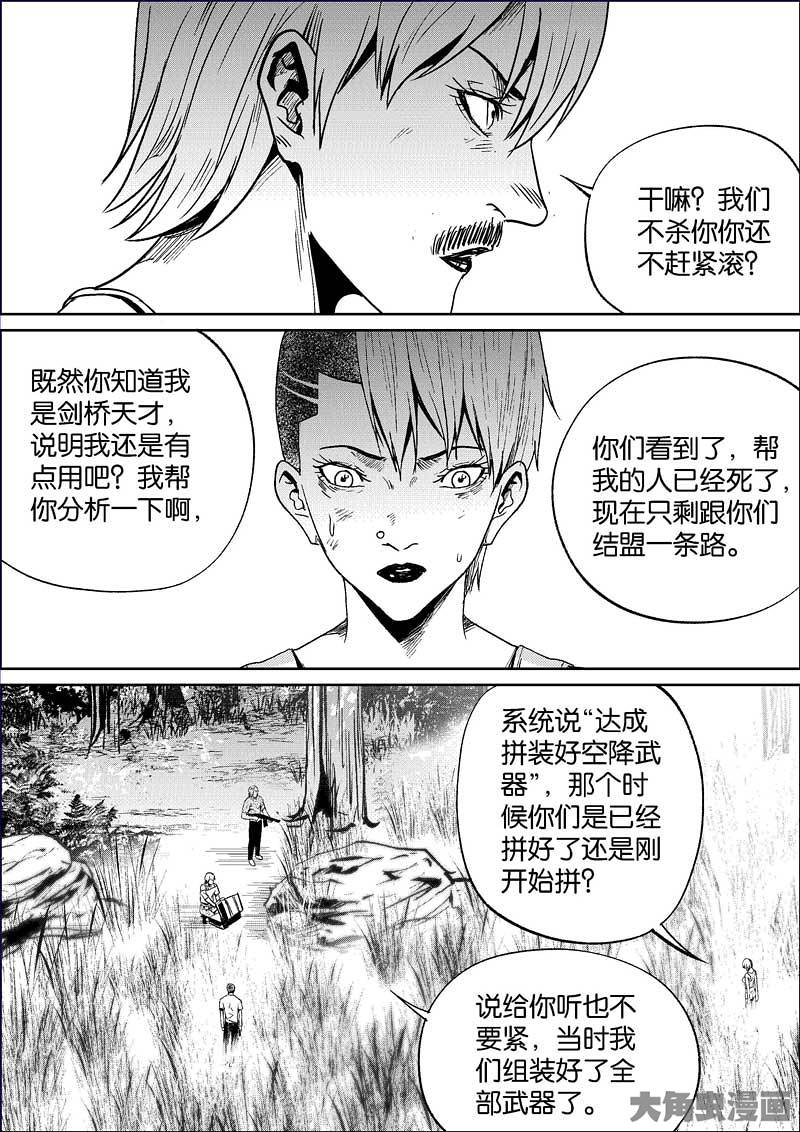 干嘛？我们
不杀你你还
不赶紧滚？
既然你知道我
是剑桥天才，
说明我还是有
点用吧？我帮
你分析一下啊，
你们看到了，帮
我的人已经死了，
现在只剩跟你们
结盟一条路。
系统说“达成
拼装好空降武
器”，那个时
候你们是已经
拼好了还是刚
开始拼？
说给你听也不
要紧，当时我
们组装好了全
部武器了。
大角虫漫画